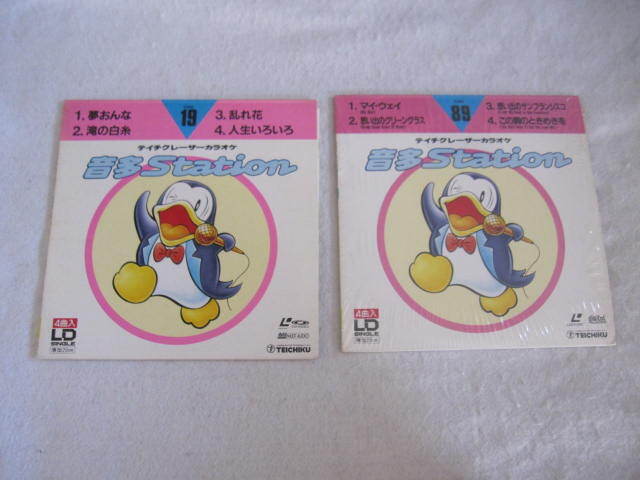 19
1. 夢おんな
2. 滝の白糸
3. 乱れ花
4. 人生いろいろ
テイチクレーザーカラオケ
音多Station
4曲入
LD
SINGLE
TEICHIKU
89
1. マイ・ウェイ
2. 思い出のグリーングラス
3. 思い出のサンフランシスコ
4. この胸のときめきを
テイチクレーザーカラオケ
音多Station
4曲入
LD
SINGLE
TEICHIKU